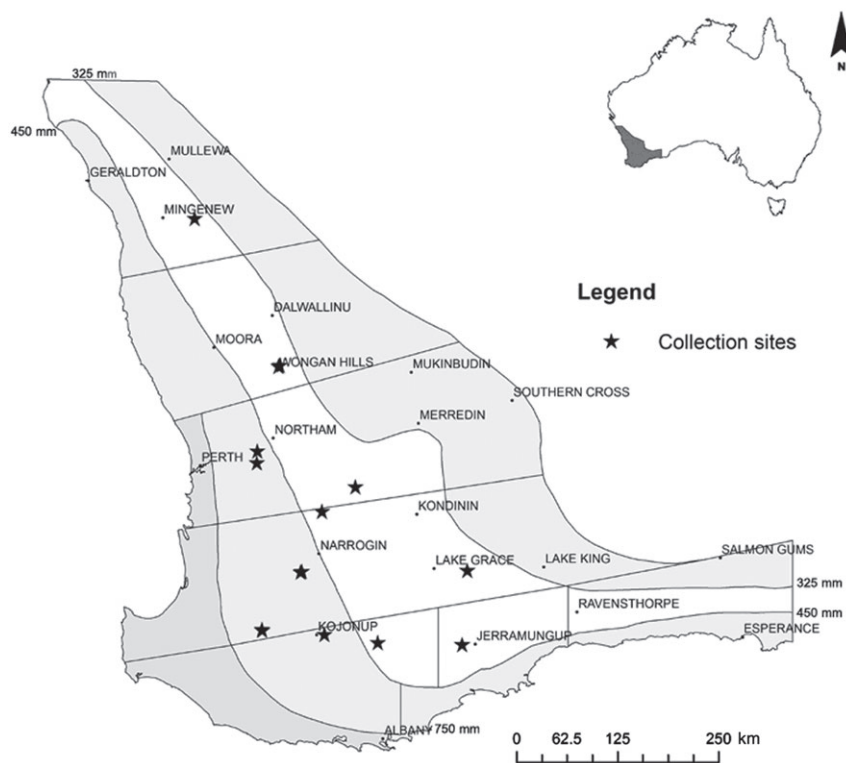 325 mm
N
450 mm
MULLEWA
GERALDTON
MINGENEW
Legend
DALWALLINU
Collection sites
MOORA
WONGAN HILLS
MUKINBUDIN
SOUTHERN CROSS
MERREDIN
NORTHAM
PERTH
KONDININ
NARROGIN
SALMON GUMS
LAKE GRACE
LAKE KING
325 mm
RAVENSTHORPE
450 mm
KOJONUP
ESPERANCE
JERRAMUNGUP
ALBANY
750 mm
0 62.5 125 250 km